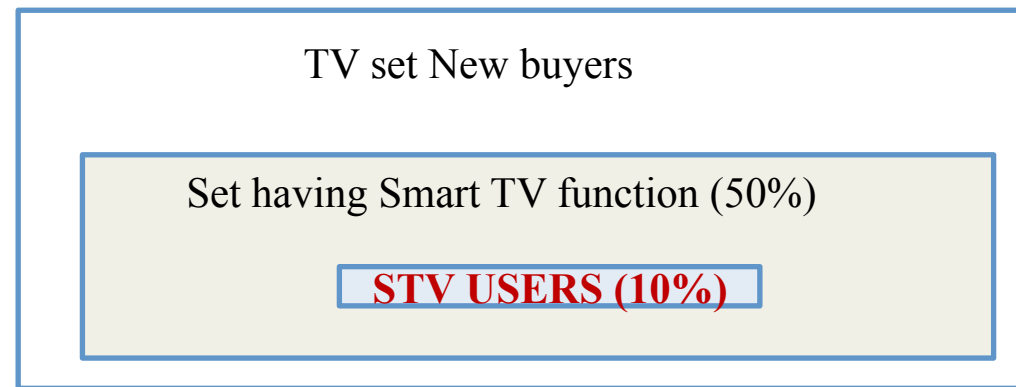 TV set New buyers
Set having Smart TV function (50%)
STV USERS (10%)